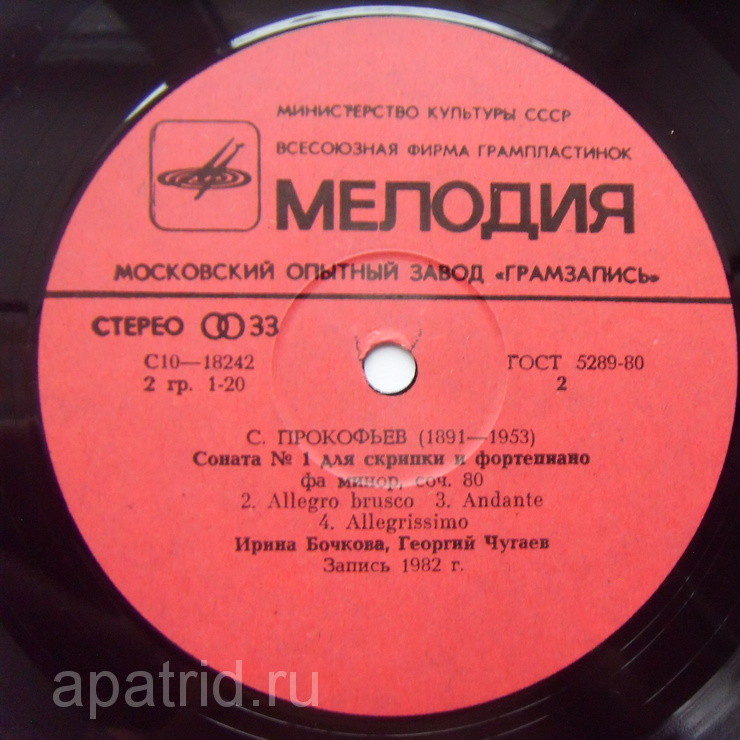 МИНИСТЕРСТВО КУЛЬТУРЫ СССР
ВСЕСОЮЗНАЯ ФИРМА ГРАМПЛАСТИНОК
МЕЛОДИЯ
МОСКОВСКИЙ ОПЫТНЫЙ ЗАВОД «ГРАМЗАПИСЬ»
СТЕРЕО 33
С10—18242 ГОСТ 5289-80
2 гр. 1-20 2
С. ПРОКОФЬЕВ (1891—1953)
Соната № 1 для скрипки и фортепиано
фа минор, соч. 80
2. Allegro brusco 3. Andante
4. Allegrissimo
Ирина Бочкова, Георгий Чугаев
Запись 1982 г.
apatrid.ru